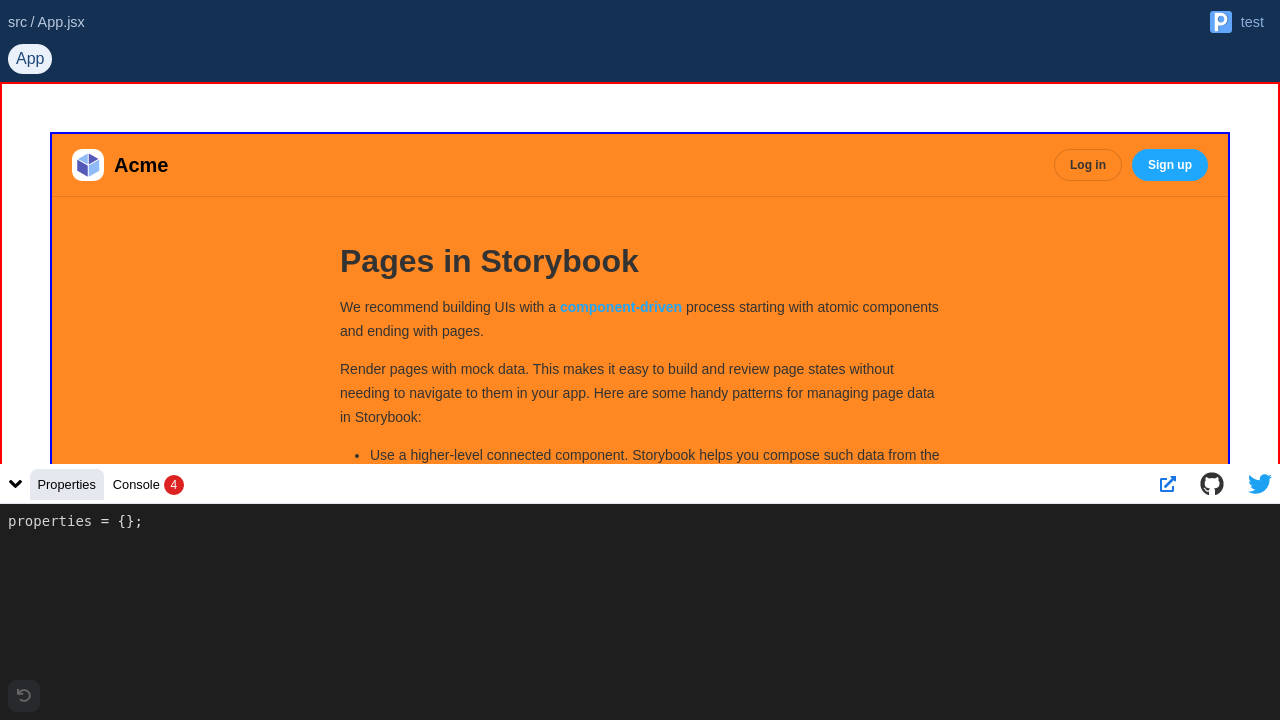 src / App.jsx
test
App
Acme
Log in
Sign up
Pages in Storybook
We recommend building UIs with a component-driven process starting with atomic components
and ending with pages.
Render pages with mock data. This makes it easy to build and review page states without
needing to navigate to them in your app. Here are some handy patterns for managing page data
in Storybook:
• Use a higher-level connected component. Storybook helps you compose such data from the
Properties
Console 4
properties = {};